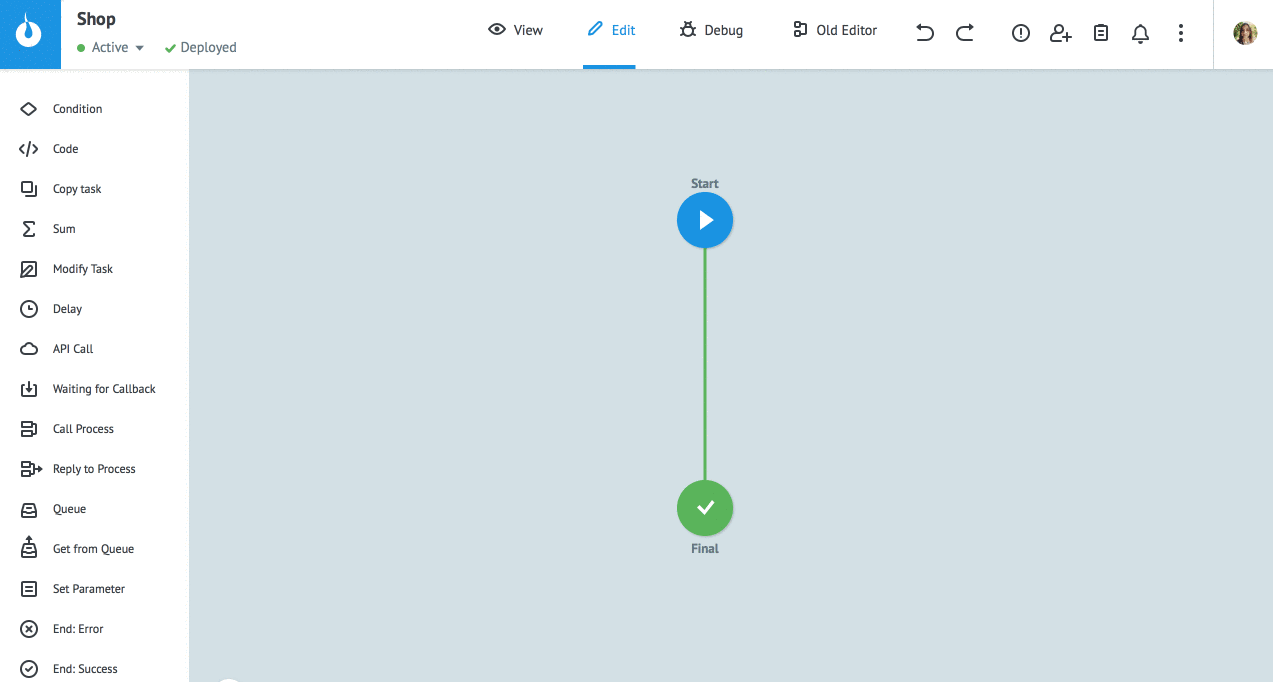 Shop
Active
Deployed
View
Edit
Debug
Old Editor
Condition
Code
Copy task
Sum
Modify Task
Delay
API Call
Waiting for Callback
Call Process
Reply to Process
Queue
Get from Queue
Set Parameter
End: Error
End: Success
Start
Final